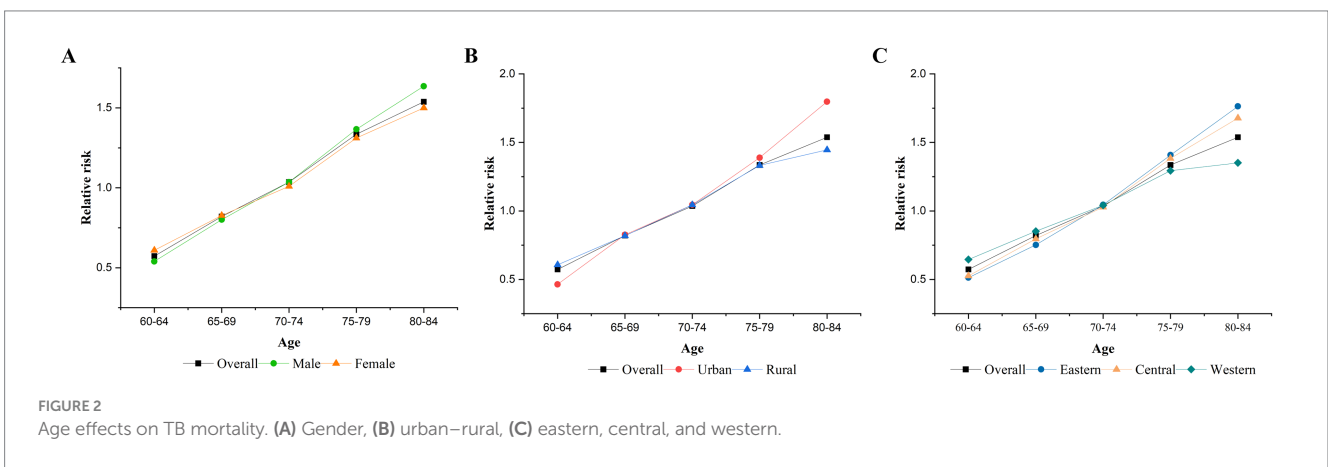 A
Relative risk
1.5
1.0
0.5
60-64 65-69 70-74 75-79 80-84
Age
Overall Male Female
B
Relative risk
2.0
1.5
1.0
0.5
60-64 65-69 70-74 75-79 80-84
Age
Overall Urban Rural
C
Relative risk
2.0
1.5
1.0
0.5
60-64 65-69 70-74 75-79 80-84
Age
Overall Eastern Central Western
FIGURE 2
Age effects on TB mortality. (A) Gender, (B) urban–rural, (C) eastern, central, and western.